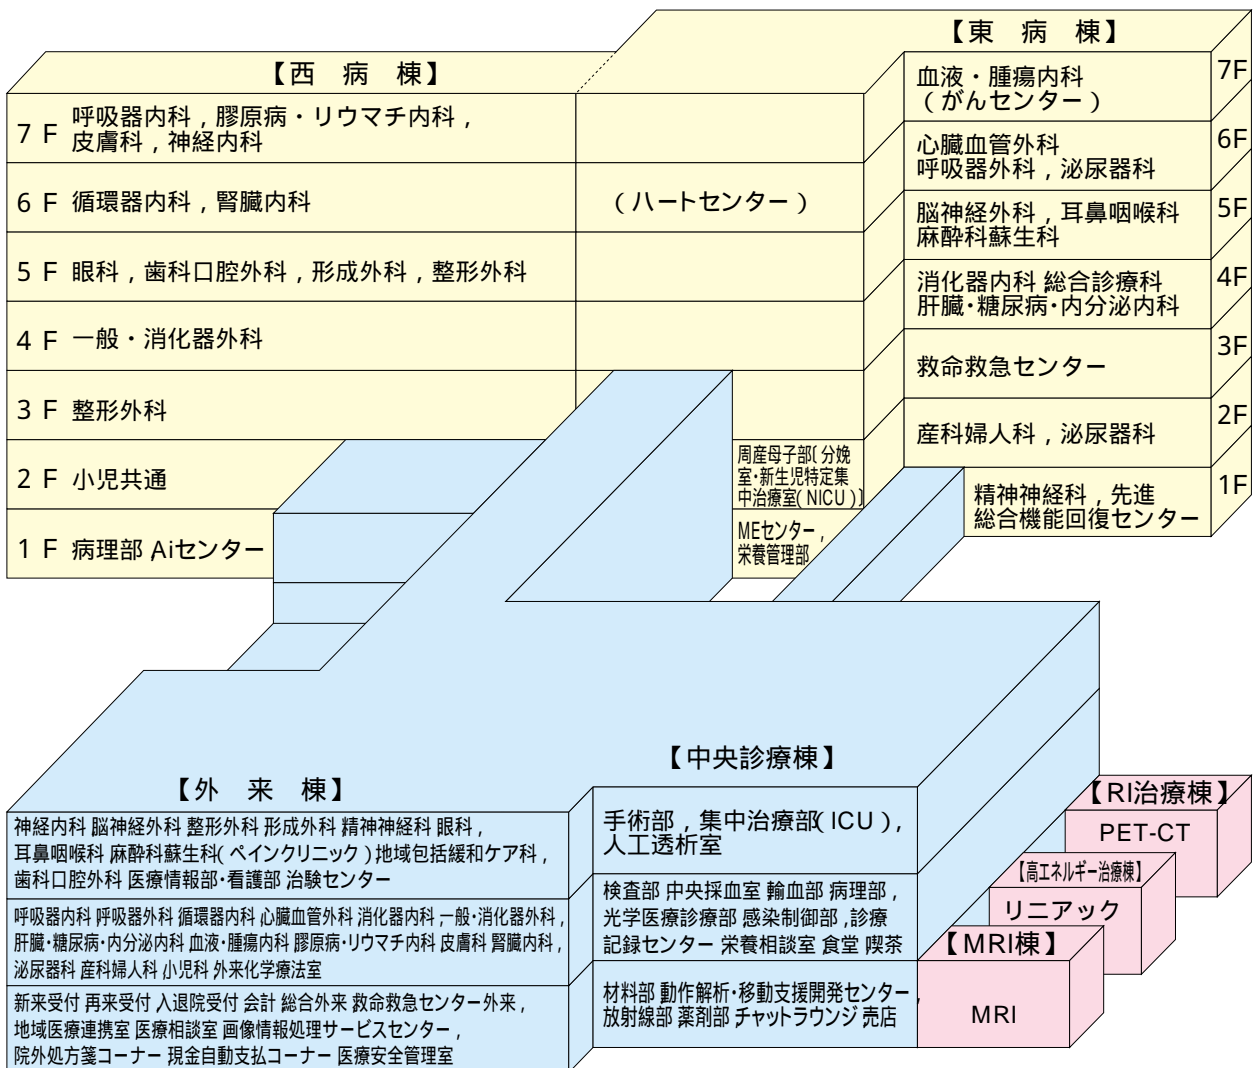 【西　病　棟】
7 F 呼吸器内科，膠原病・リウマチ内科，
皮膚科，神経内科
6 F 循環器内科，腎臓内科
（ハートセンター）
5 F 眼科，歯科口腔外科，形成外科，整形外科
4 F 一般・消化器外科
3 F 整形外科
2 F 小児共通
周産母子部〔分娩
室・新生児特定集
中治療室（NICU）〕
1 F 病理部，Aiセンター
MEセンター，
栄養管理部
【東　病　棟】
血液・腫瘍内科
（がんセンター）
7F
心臓血管外科
呼吸器外科，泌尿器科
6F
脳神経外科，耳鼻咽喉科
麻酔科蘇生科
5F
消化器内科，総合診療科
肝臓・糖尿病・内分泌内科
4F
救命救急センター
3F
産科婦人科，泌尿器科
2F
精神神経科，先進
総合機能回復センター
1F
【外　来　棟】
神経内科，脳神経外科，整形外科，形成外科，精神神経科，眼科，
耳鼻咽喉科，麻酔科蘇生科（ペインクリニック），地域包括緩和ケア科，
歯科口腔外科，医療情報部・看護部，治験センター
呼吸器内科，呼吸器外科，循環器内科，心臓血管外科，消化器内科，一般・消化器外科，
肝臓・糖尿病・内分泌内科，血液・腫瘍内科，膠原病・リウマチ内科，皮膚科，腎臓内科，
泌尿器科，産科婦人科，小児科，外来化学療法室
新来受付，再来受付，入退院受付，会計，総合外来，救命救急センター外来，
地域医療連携室，医療相談室，画像情報処理サービスセンター，
院外処方箋コーナー，現金自動支払コーナー，医療安全管理室
【中央診療棟】
手術部，集中治療部（ICU），
人工透析室
検査部，中央採血室，輸血部，病理部，
光学医療診療部，感染制御部，診療
記録センター，栄養相談室，食堂，喫茶
材料部，動作解析・移動支援開発センター，
放射線部，薬剤部，チャットラウンジ，売店
【RI治療棟】
PET-CT
【高エネルギー治療棟】
リニアック
【MRI棟】
MRI